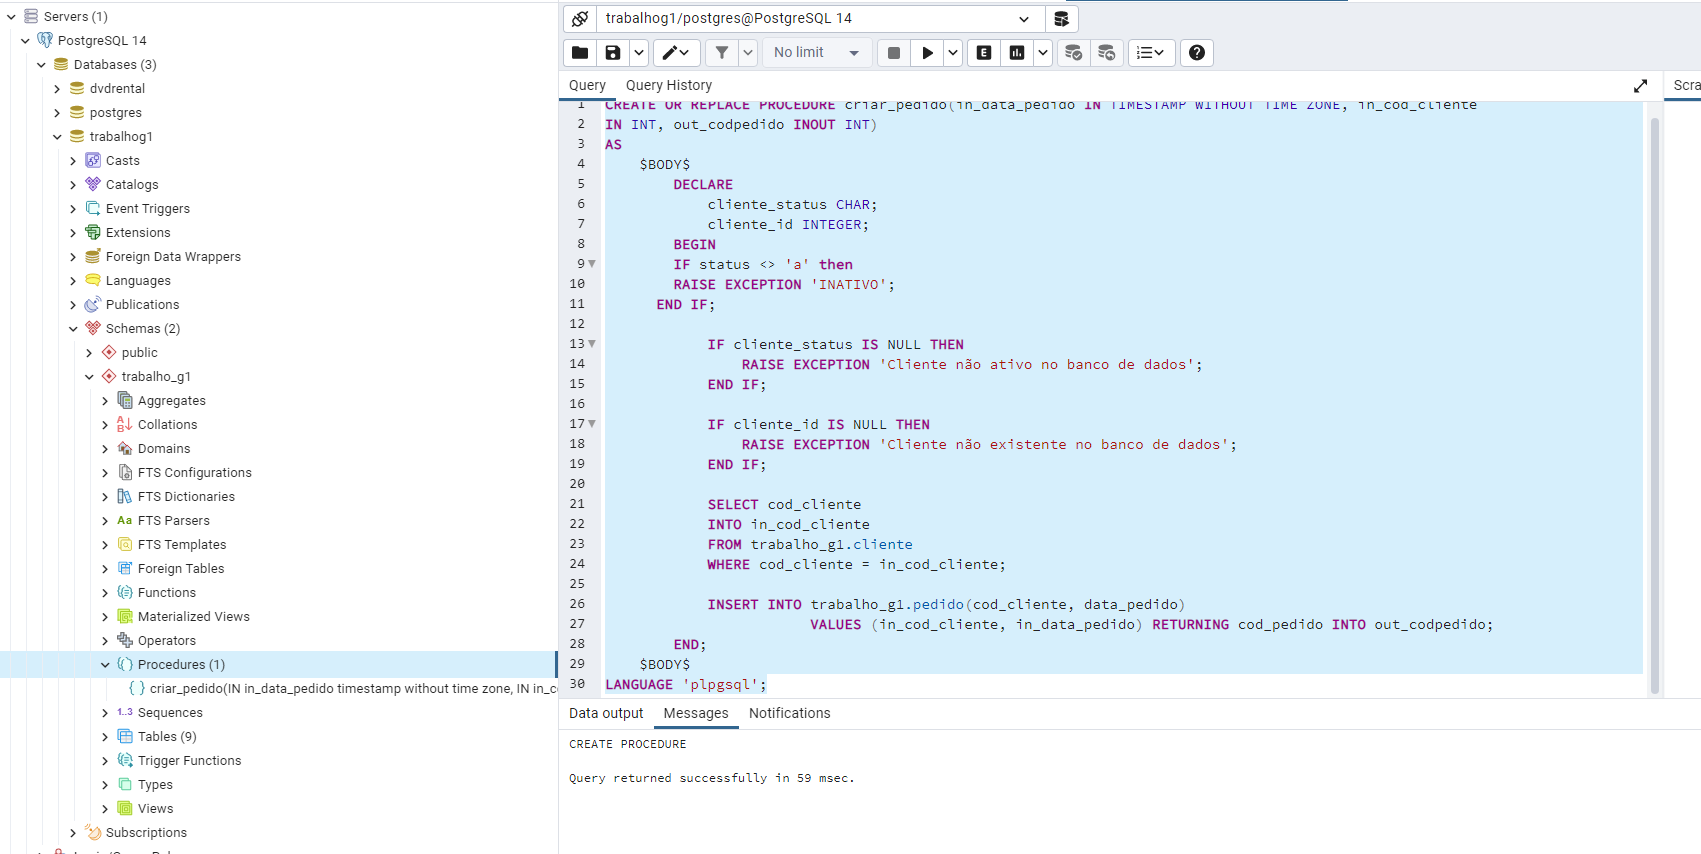 Servers (1)
PostgreSQL 14
Databases (3)
dvdrental
postgres
trabalhog1
Casts
Catalogs
Event Triggers
Extensions
Foreign Data Wrappers
Languages
Publications
Schemas (2)
public
trabalho_g1
Aggregates
Collations
Domains
FTS Configurations
FTS Dictionaries
Aa FTS Parsers
FTS Templates
Foreign Tables
Functions
Materialized Views
Operators
Procedures (1)
criar_pedido(IN in_data_pedido timestamp without time zone, IN in_c
1..3 Sequences
Tables (9)
Trigger Functions
Types
Views
Subscriptions
trabalhog1/postgres@PostgreSQL 14
No limit
E
Query Query History
Scra
1 CREATE OR REPLACE PROCEDURE criar_pedido(in_data_pedido IN TIMESTAMP WITHOUT TIME ZONE, in_cod_cliente
2 IN INT, out_codpedido INOUT INT)
3 AS
4 $BODY$
5 DECLARE
6 cliente_status CHAR;
7 cliente_id INTEGER;
8 BEGIN
9 IF status <> 'a' then
10 RAISE EXCEPTION 'INATIVO';
11 END IF;
12
13 IF cliente_status IS NULL THEN
14 RAISE EXCEPTION 'Cliente não ativo no banco de dados';
15 END IF;
16
17 IF cliente_id IS NULL THEN
18 RAISE EXCEPTION 'Cliente não existente no banco de dados';
19 END IF;
20
21 SELECT cod_cliente
22 INTO in_cod_cliente
23 FROM trabalho_g1.cliente
24 WHERE cod_cliente = in_cod_cliente;
25
26 INSERT INTO trabalho_g1.pedido(cod_cliente, data_pedido)
27 VALUES (in_cod_cliente, in_data_pedido) RETURNING cod_pedido INTO out_codpedido;
28 END;
29 $BODY$
30 LANGUAGE 'plpgsql';
Data output Messages Notifications
CREATE PROCEDURE
Query returned successfully in 59 msec.